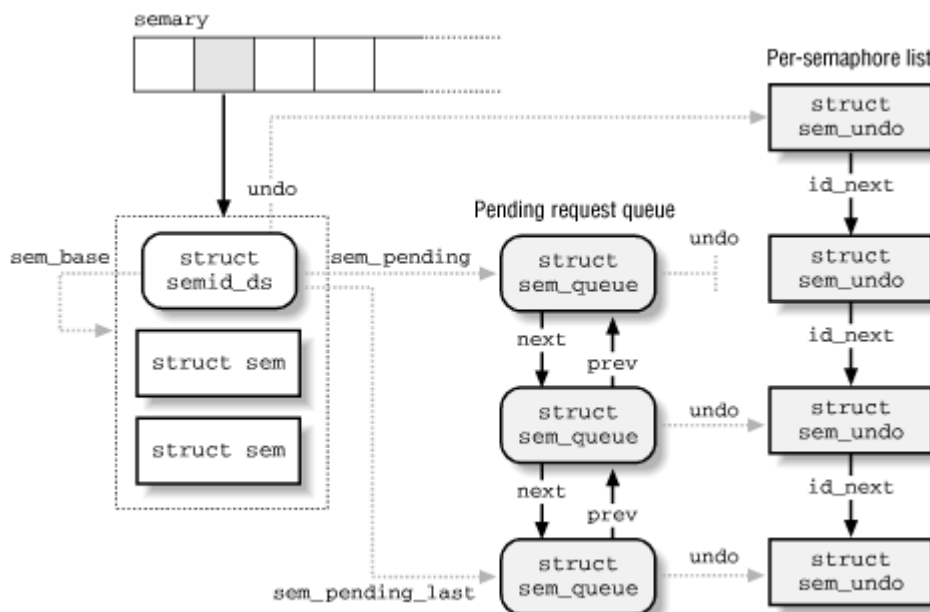 semary
Per-semaphore list
struct
sem_undo
undo
id_next
Pending request queue
sem_base
struct
semid_ds
sem_pending
struct
sem_queue
undo
struct
sem_undo
next
prev
id_next
struct sem
struct
sem_queue
undo
struct
sem_undo
struct sem
next
prev
id_next
sem_pending_last
struct
sem_queue
undo
struct
sem_undo